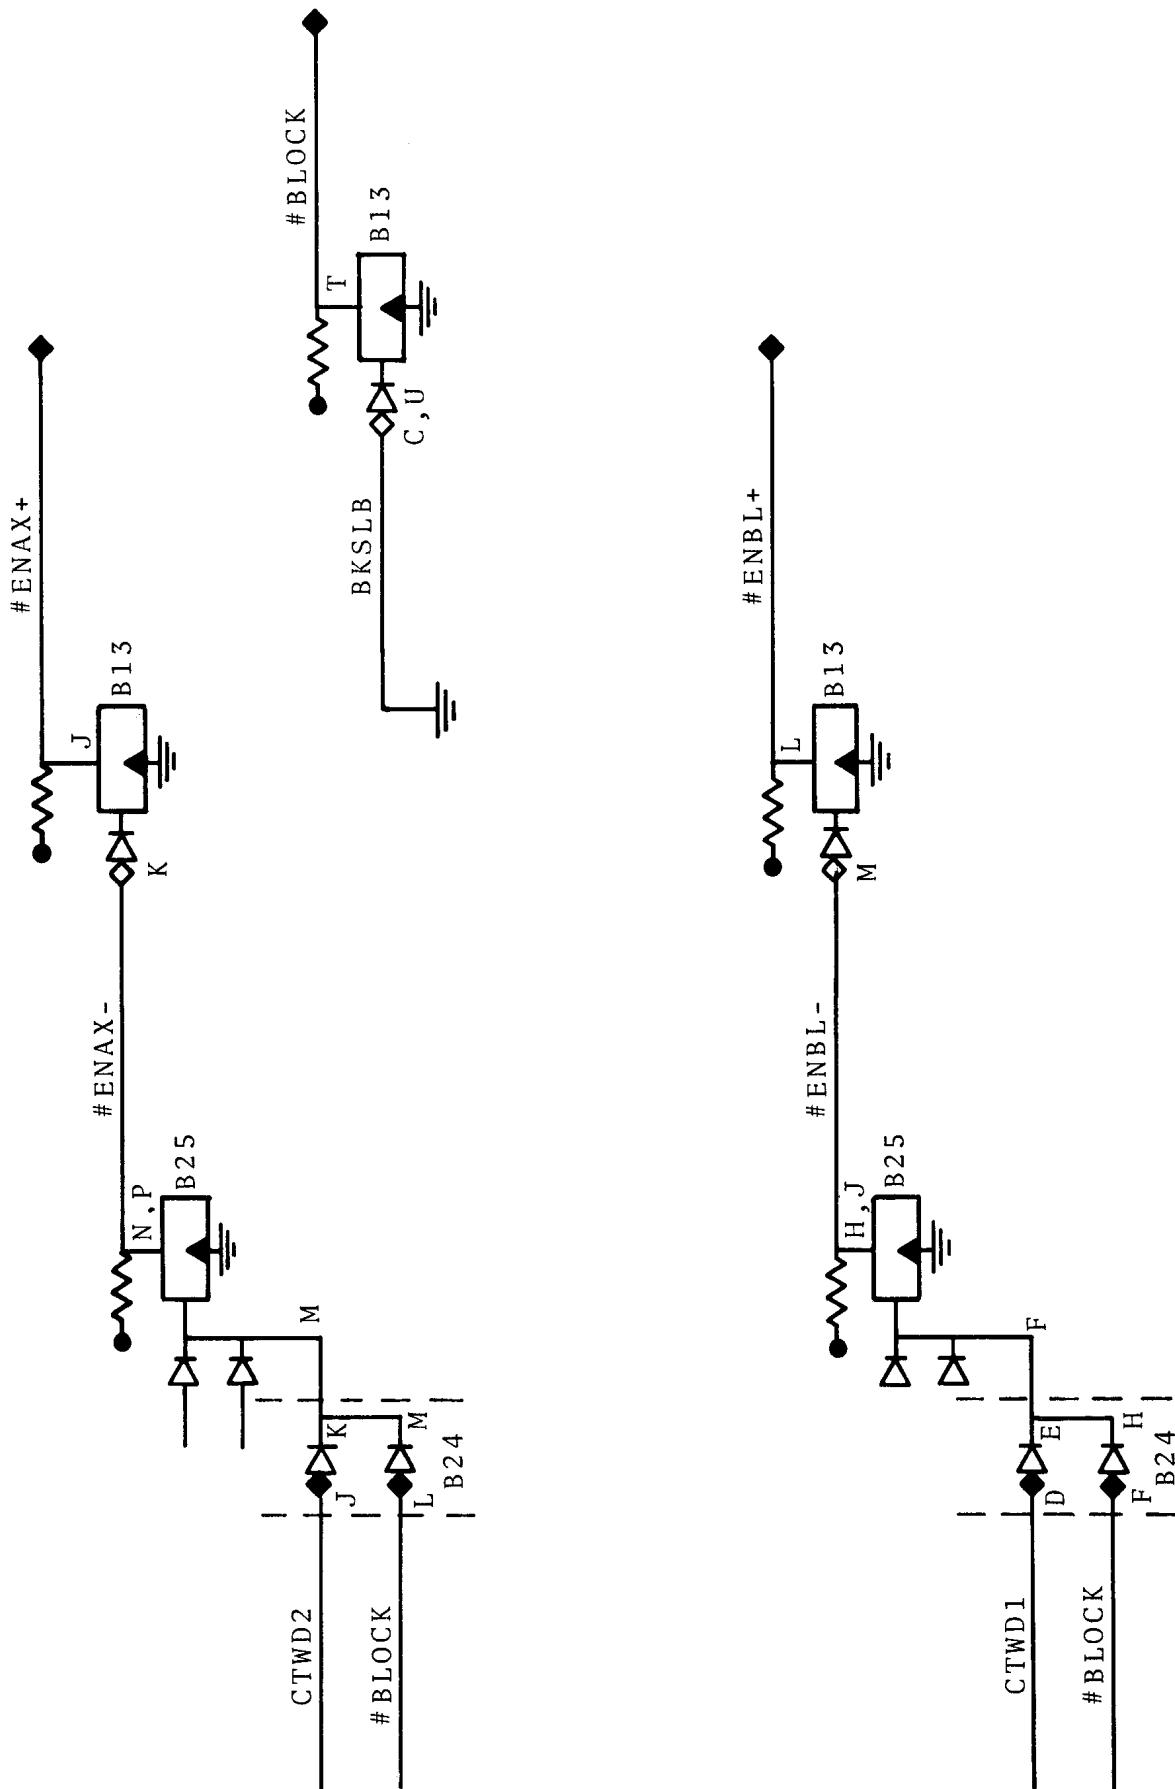 #ENAX+
J
B13
K
#ENAX-
N,P
B25
M
K
J
M
L
B24
CTWD2
#BLOCK
#BLOCK
T
B13
C,U
BKSLB
#ENBL+
L
B13
M
#ENBL-
H,J
B25
F
E
D
H
F
B24
CTWD1
#BLOCK